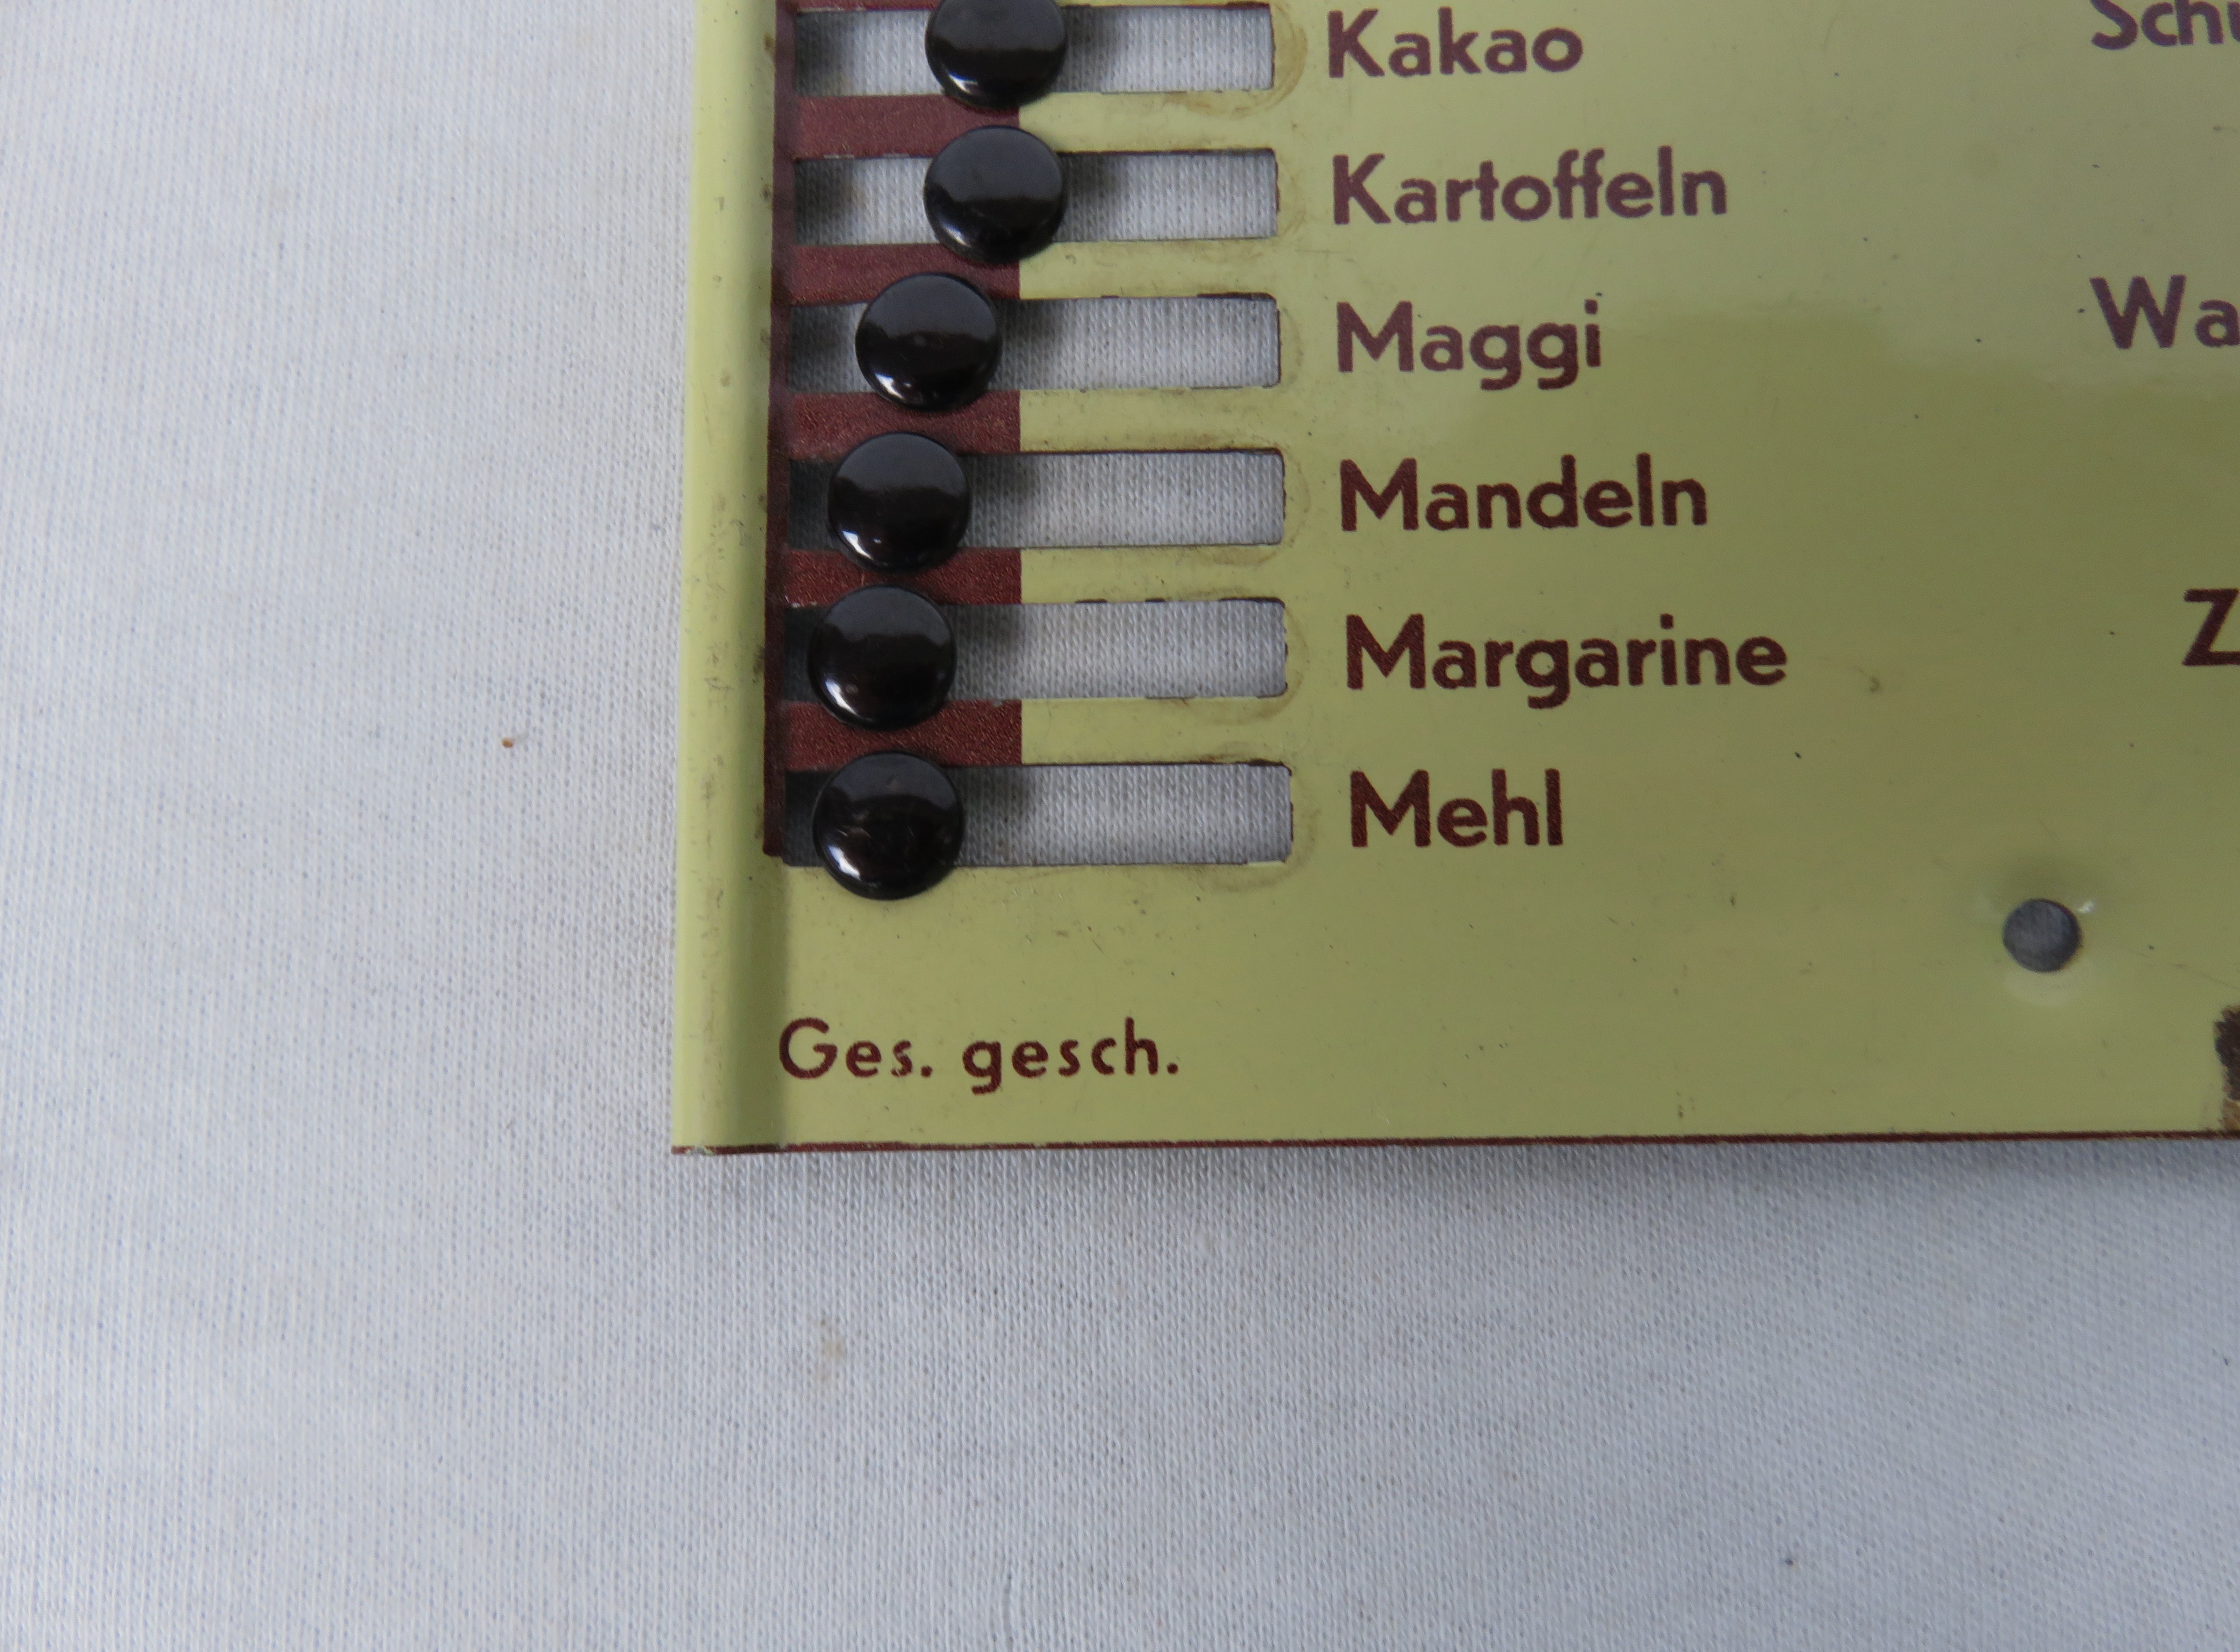 Kakao
Kartoffeln
Maggi
Mandeln
Margarine
Mehl
Ges. gesch.